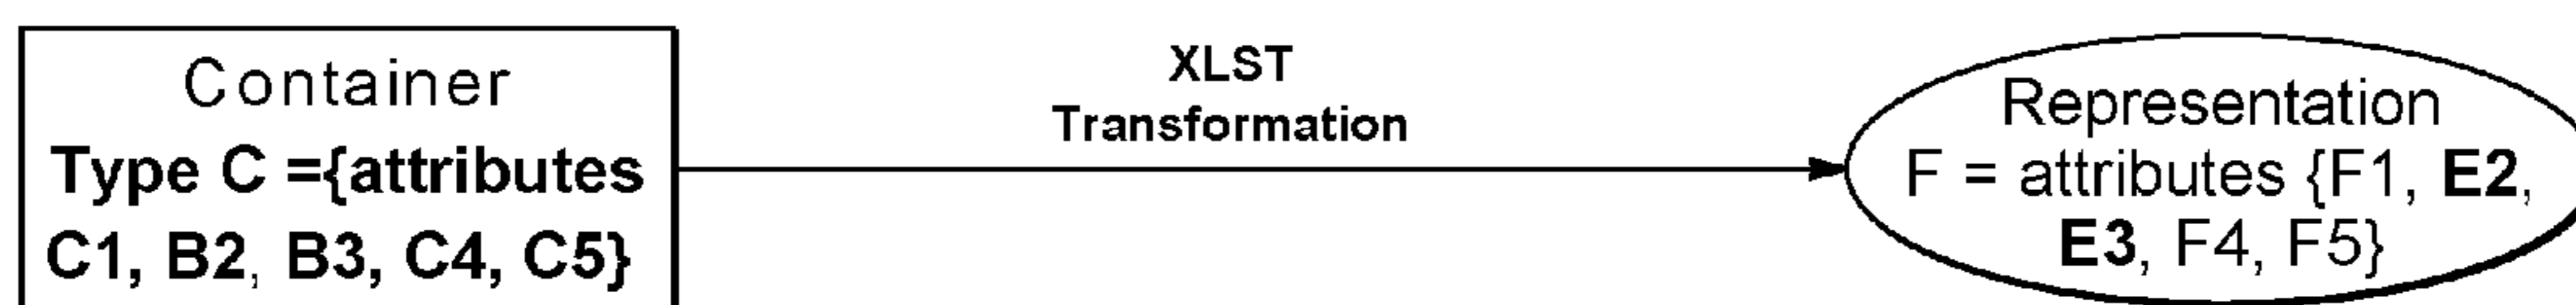 Container
Type C ={attributes
C1, B2, B3, C4, C5}
XLST
Transformation
Representation
F = attributes {F1, E2,
E3, F4, F5}